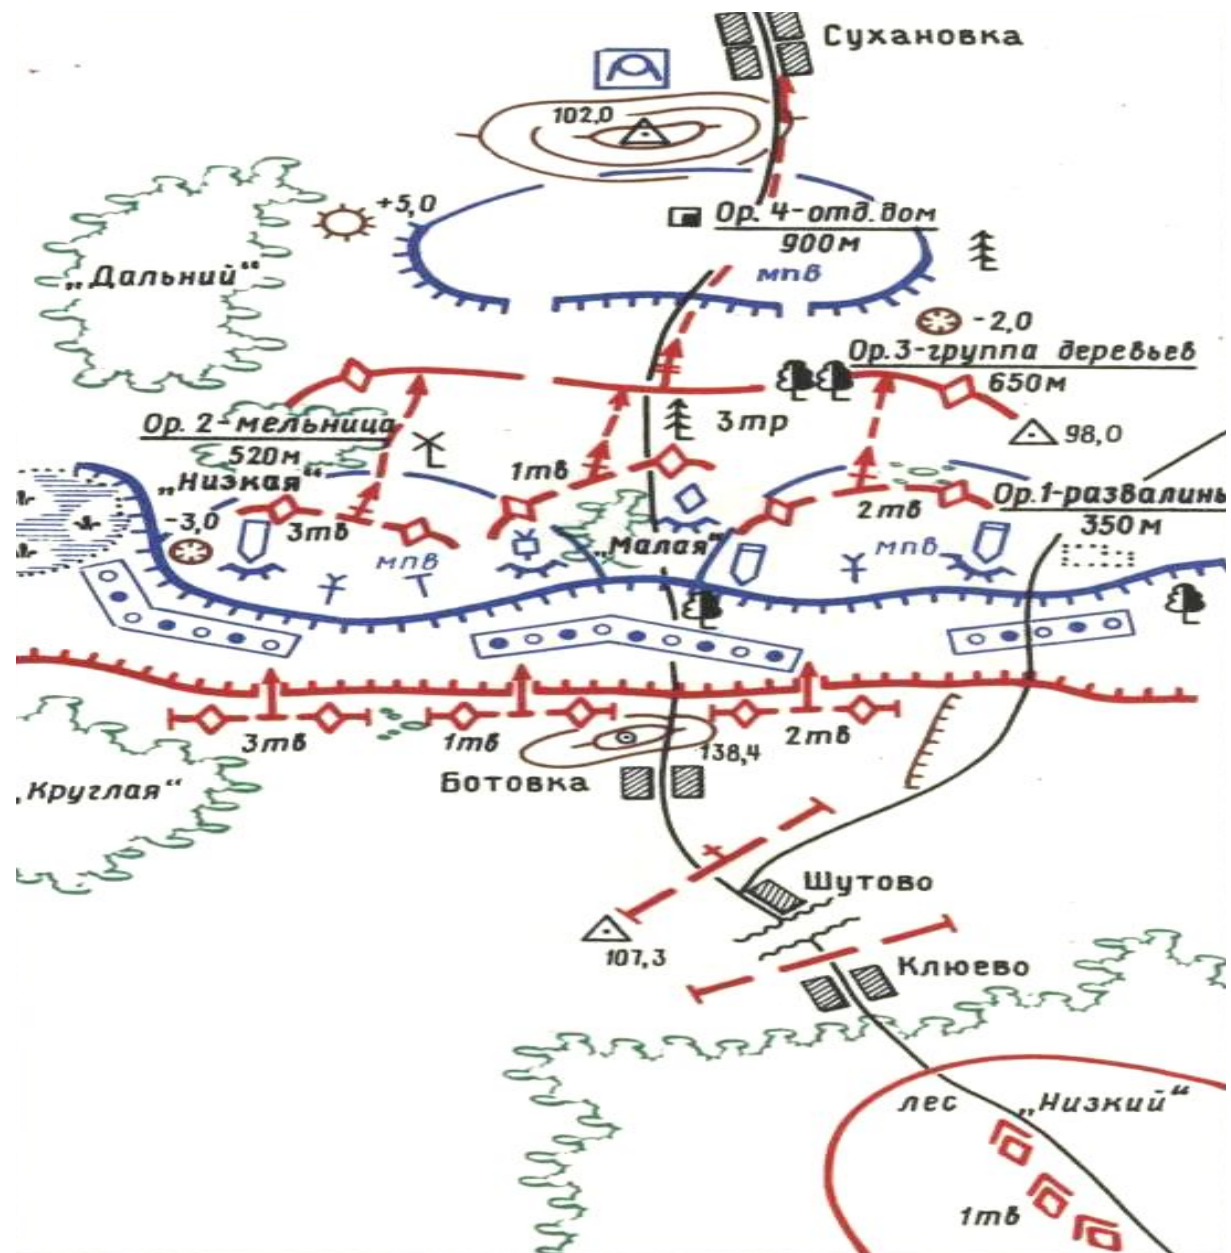 Сухановка
102,0
+5,0
Ор. 4-отд. дом
900м
„Дальний“
мпв
-2,0
Ор.3-группа деревьев
650м
Ор. 2-мельница
520м
3тр
98,0
1тв
„Низкая“
Ор.1-развалины
350м
-3,0
3тв
2тв
„Малая“
мпв
мпв
3тв
1тв
2тв
138,4
Ботовка
„Круглая“
Шутово
107,3
Клюево
лес „Низкий“
1тв